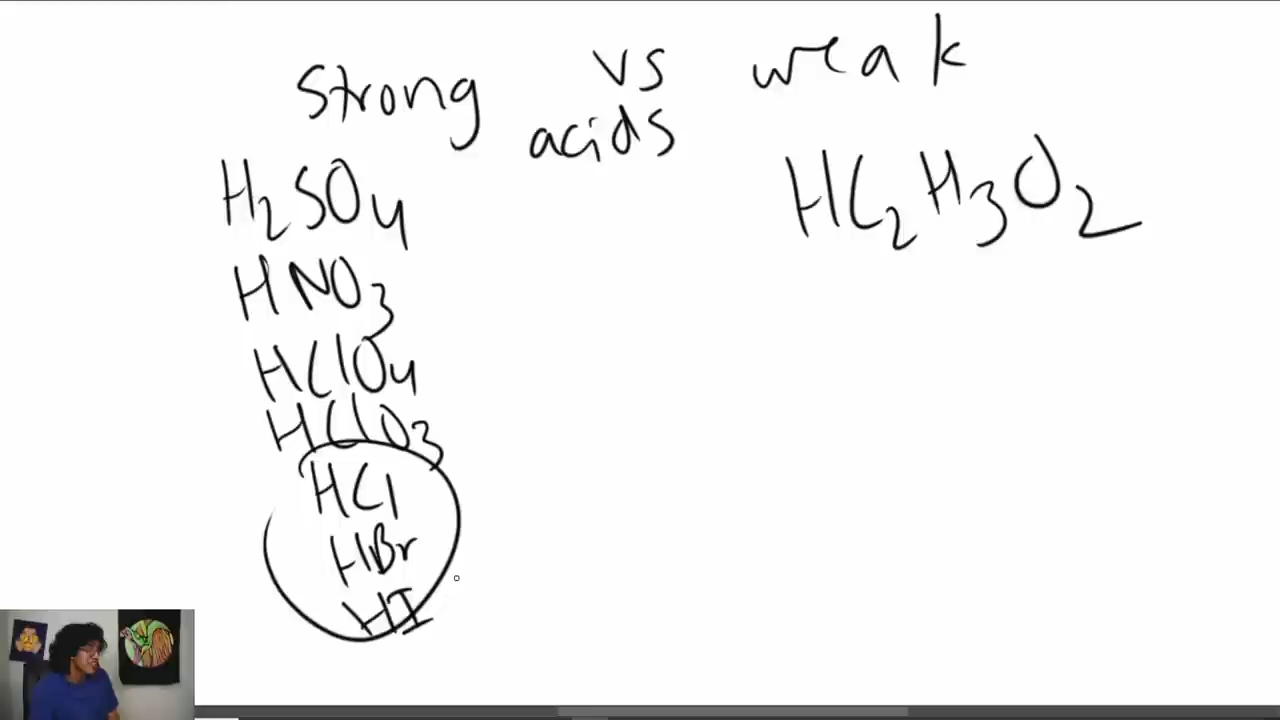 strong vs weak
acids
H₂SO₄
HC₂H₃O₂
HNO₃
HClO₄
HClO₃
HCl
HBr
HI